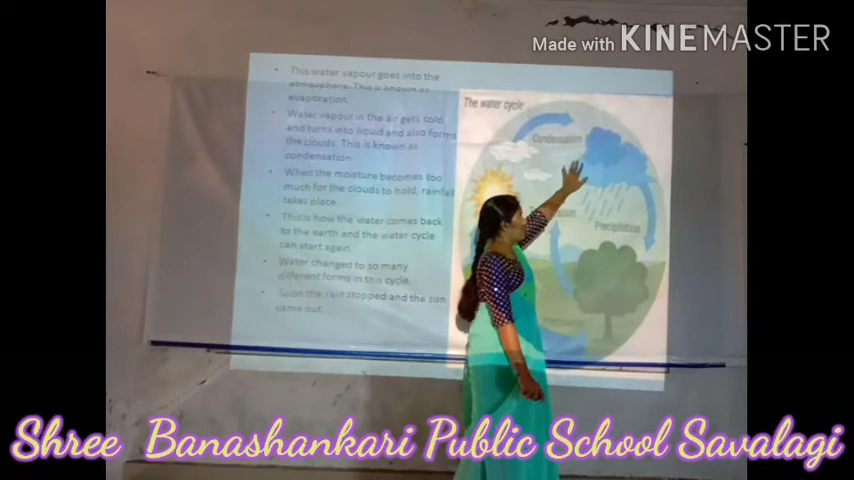 Made with KINEMASTER
• This water vapour goes into the
atmosphere. This is known as
evaporation.
• Water vapour in the air gets cold
and turns into liquid and also forms
the clouds. This is known as
condensation
• When the moisture becomes too
much for the clouds to hold, rainfall
takes place.
• This is how the water comes back
to the earth and the water cycle
can start again.
• Water changed to so many
different forms in this cycle.
• Soon the rain stopped and the sun
came out.
The water cycle
Condensation
Precipitation
Shree Banashankari Public School Savalagi